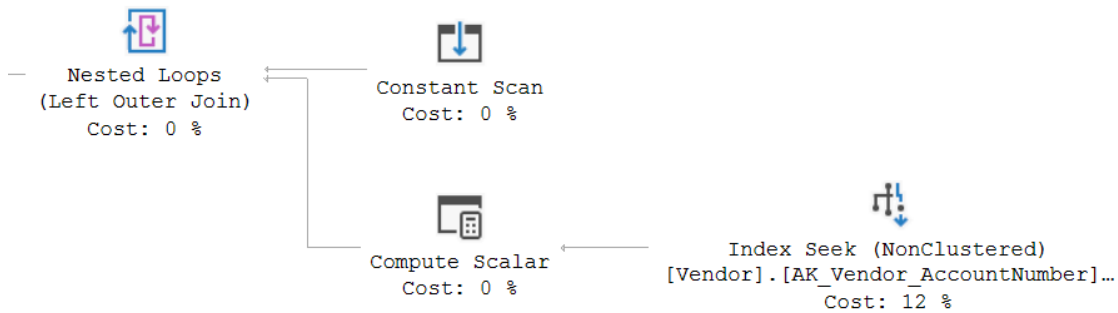 Nested Loops
(Left Outer Join)
Cost: 0 %
Constant Scan
Cost: 0 %
Compute Scalar
Cost: 0 %
Index Seek (NonClustered)
[Vendor].[AK_Vendor_AccountNumber]…
Cost: 12 %